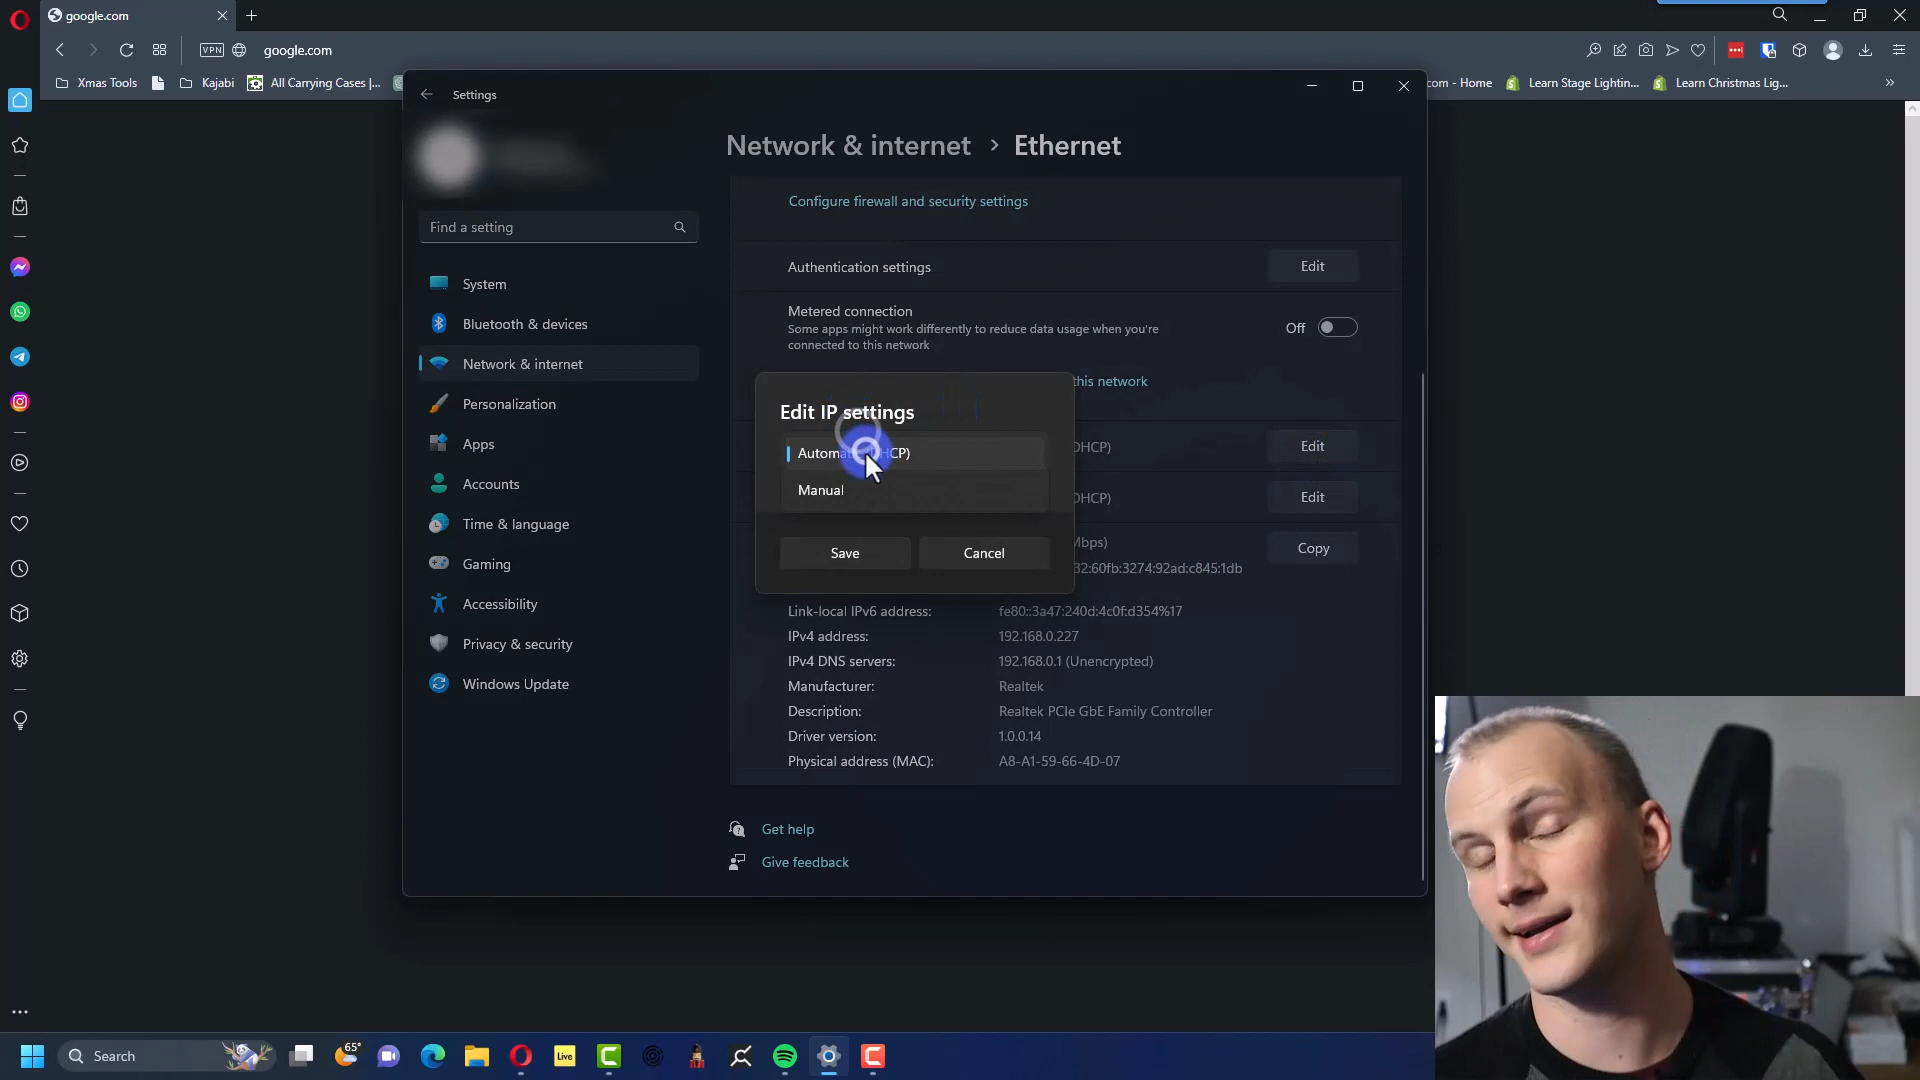 google.com
VPN
google.com
Xmas Tools
Kajabi
All Carrying Cases |...
com - Home
Learn Stage Lightin...
Learn Christmas Lig...
Settings
Find a setting
System
Bluetooth & devices
Network & internet
Personalization
Apps
Accounts
Time & language
Gaming
Accessibility
Privacy & security
Windows Update
Network & internet > Ethernet
Configure firewall and security settings
Authentication settings
Edit
Metered connection
Some apps might work differently to reduce data usage when you're
connected to this network
Off
this network
Edit IP settings
Manual
Save
Cancel
DHCP)
Edit
DHCP)
Edit
Mbps)
Copy
32:60fb:3274:92ad:c845:1db
Link-local IPv6 address:
fe80::3a47:240d:4c0f:d354%17
IPv4 address:
192.168.0.227
IPv4 DNS servers:
192.168.0.1 (Unencrypted)
Manufacturer:
Realtek
Description:
Realtek PCIe GbE Family Controller
Driver version:
1.0.0.14
Physical address (MAC):
A8-A1-59-66-4D-07
Get help
Give feedback
Search
65°
Live